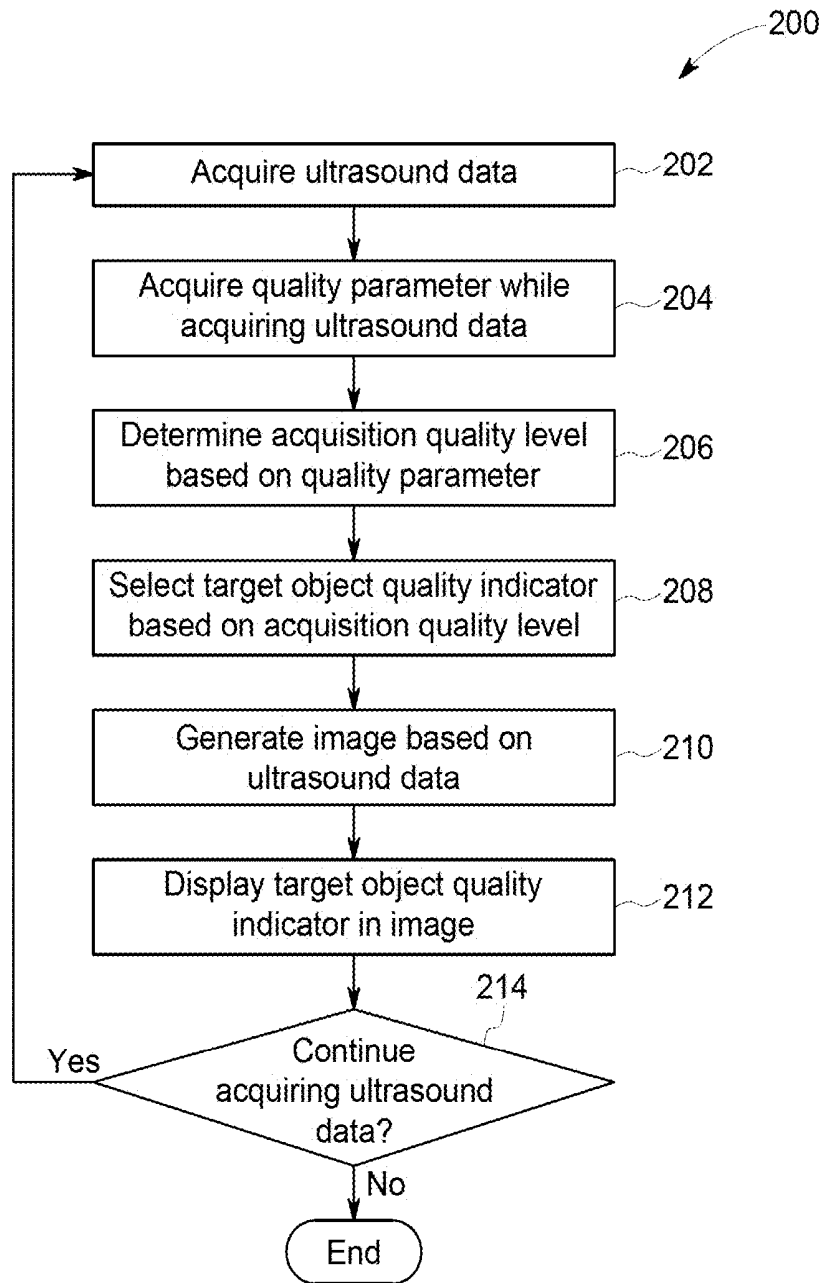 200
Acquire ultrasound data
202
Acquire quality parameter while
acquiring ultrasound data
204
Determine acquisition quality level
based on quality parameter
206
Select target object quality indicator
based on acquisition quality level
208
Generate image based on
ultrasound data
210
Display target object quality
indicator in image
212
214
Yes
Continue
acquiring ultrasound
data?
No
End